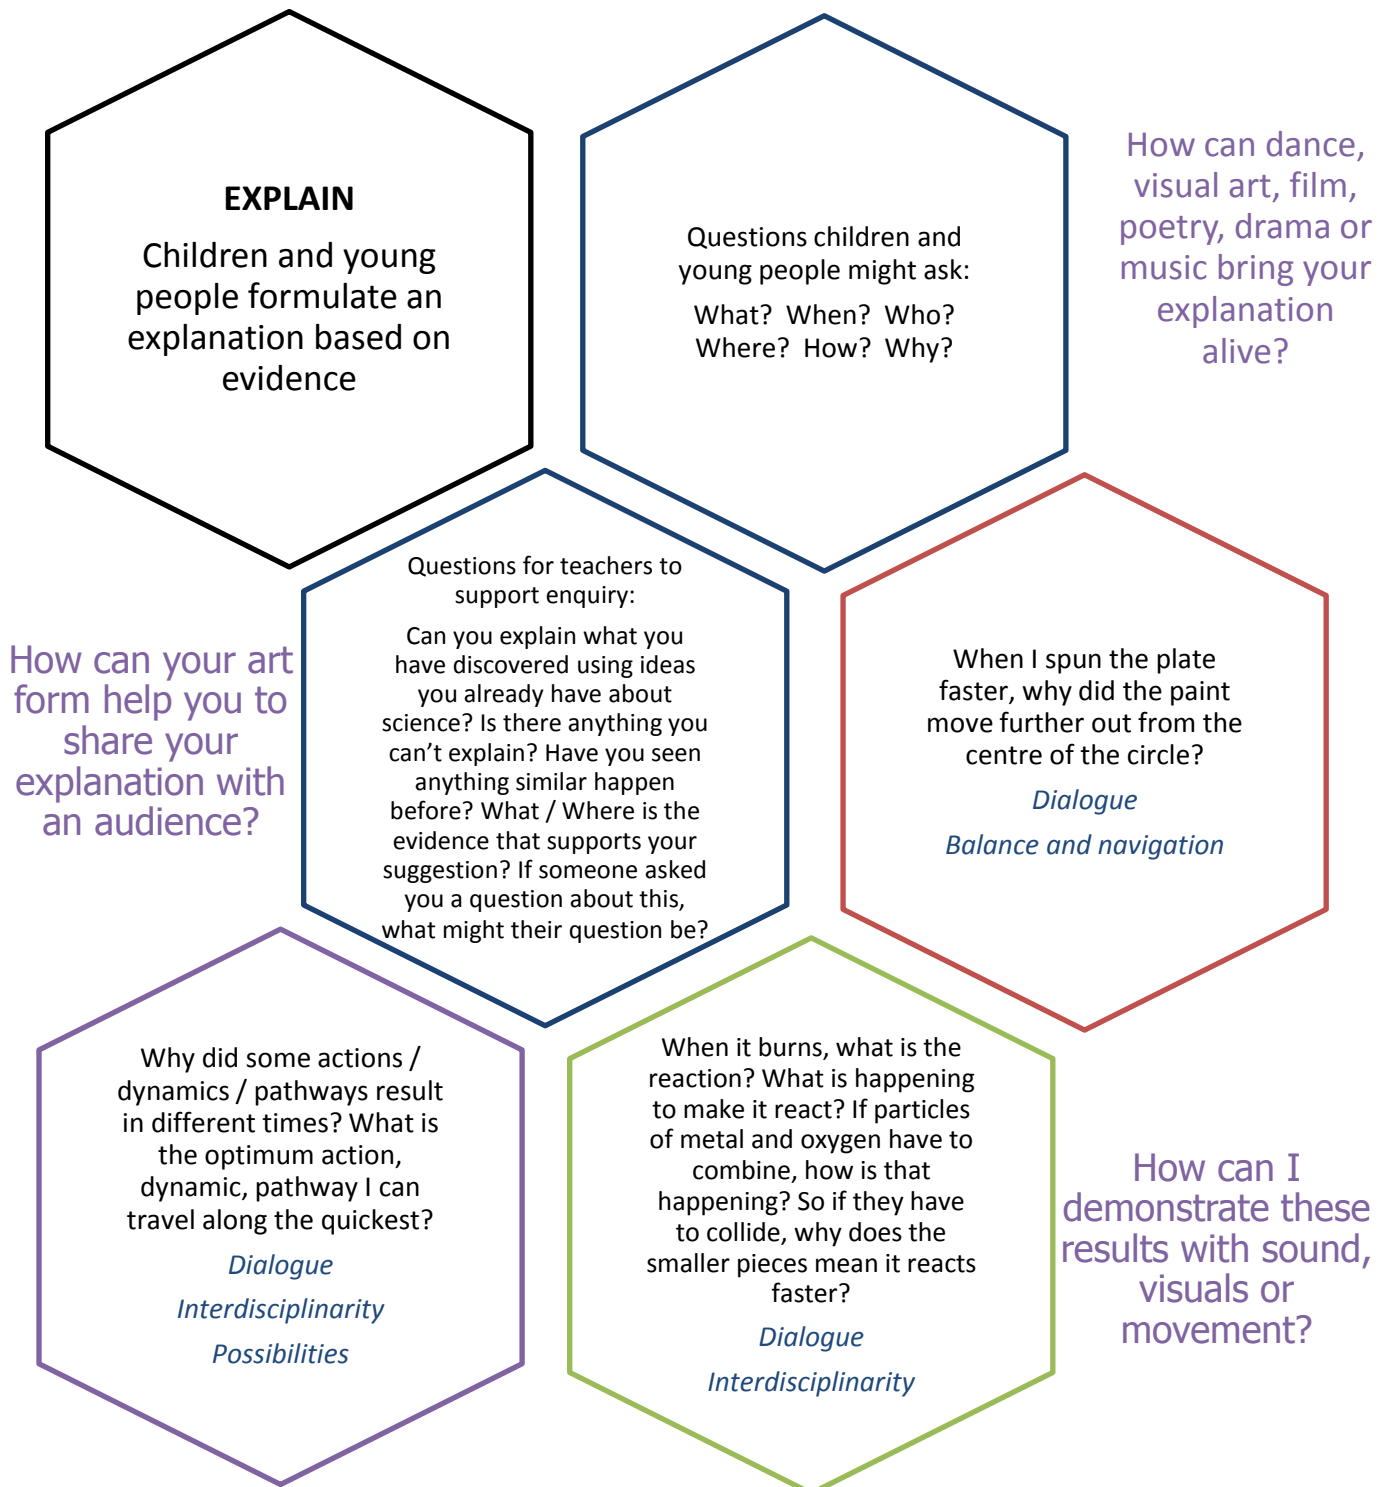 EXPLAIN
Children and young
people formulate an
explanation based on
evidence
Questions children and
young people might ask:
What? When? Who?
Where? How? Why?
How can dance,
visual art, film,
poetry, drama or
music bring your
explanation
alive?
How can your art
form help you to
share your
explanation with
an audience?
Questions for teachers to
support enquiry:
Can you explain what you
have discovered using ideas
you already have about
science? Is there anything you
can’t explain? Have you seen
anything similar happen
before? What / Where is the
evidence that supports your
suggestion? If someone asked
you a question about this,
what might their question be?
When I spun the plate
faster, why did the paint
move further out from the
centre of the circle?
Dialogue
Balance and navigation
Why did some actions /
dynamics / pathways result
in different times? What is
the optimum action,
dynamic, pathway I can
travel along the quickest?
Dialogue
Interdisciplinarity
Possibilities
When it burns, what is the
reaction? What is happening
to make it react? If particles
of metal and oxygen have to
combine, how is that
happening? So if they have
to collide, why does the
smaller pieces mean it reacts
faster?
Dialogue
Interdisciplinarity
How can I
demonstrate these
results with sound,
visuals or
movement?